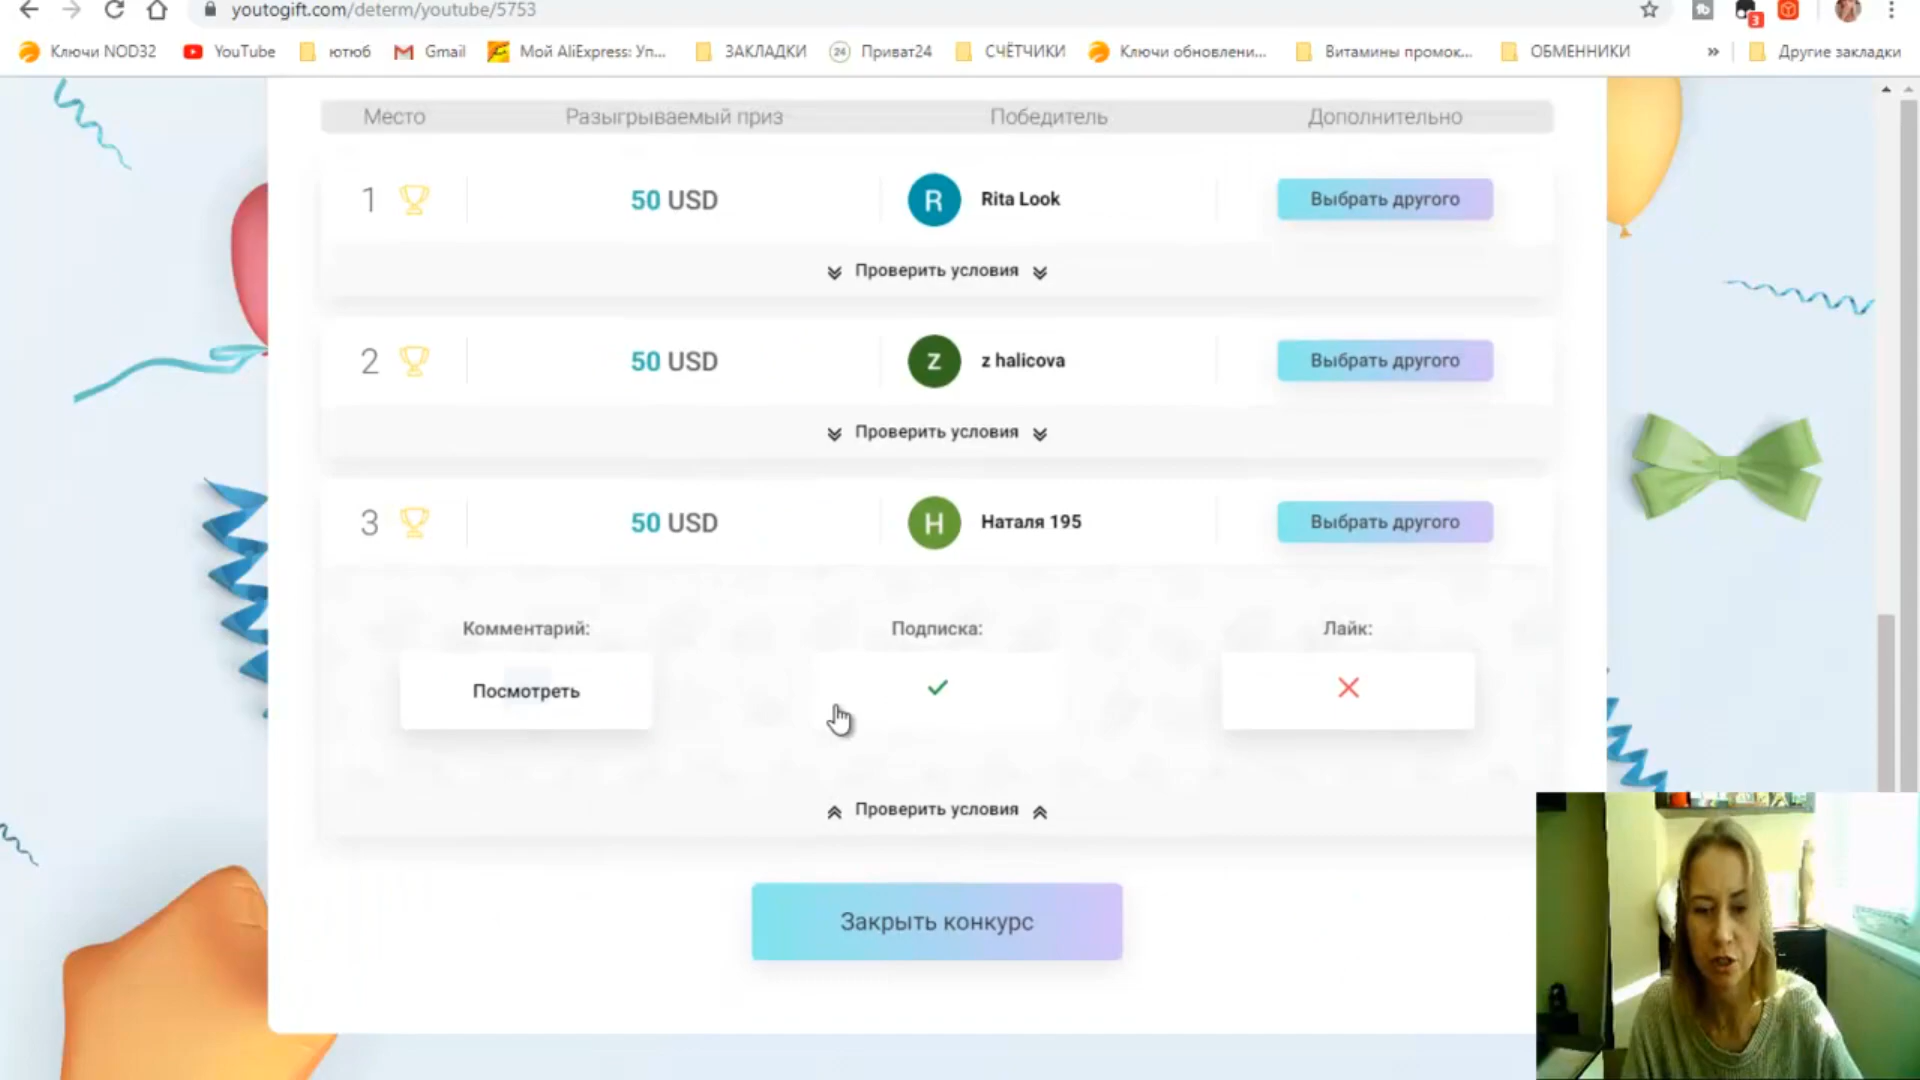 youtogift.com/determ/youtube/5753
Ключи NOD32 YouTube ютюб Gmail Мой AliExpress: Уп... ЗАКЛАДКИ 24 Приват24 СЧЁТЧИКИ Ключи обновлени... Витамины промок... ОБМЕННИКИ » Другие закладки
Место Разыгрываемый приз Победитель Дополнительно
1 50 USD R Rita Look Выбрать другого
Проверить условия
2 50 USD z z halicova Выбрать другого
Проверить условия
3 50 USD Н Наталя 195 Выбрать другого
Комментарий: Подписка: Лайк:
Посмотреть
Проверить условия
Закрыть конкурс